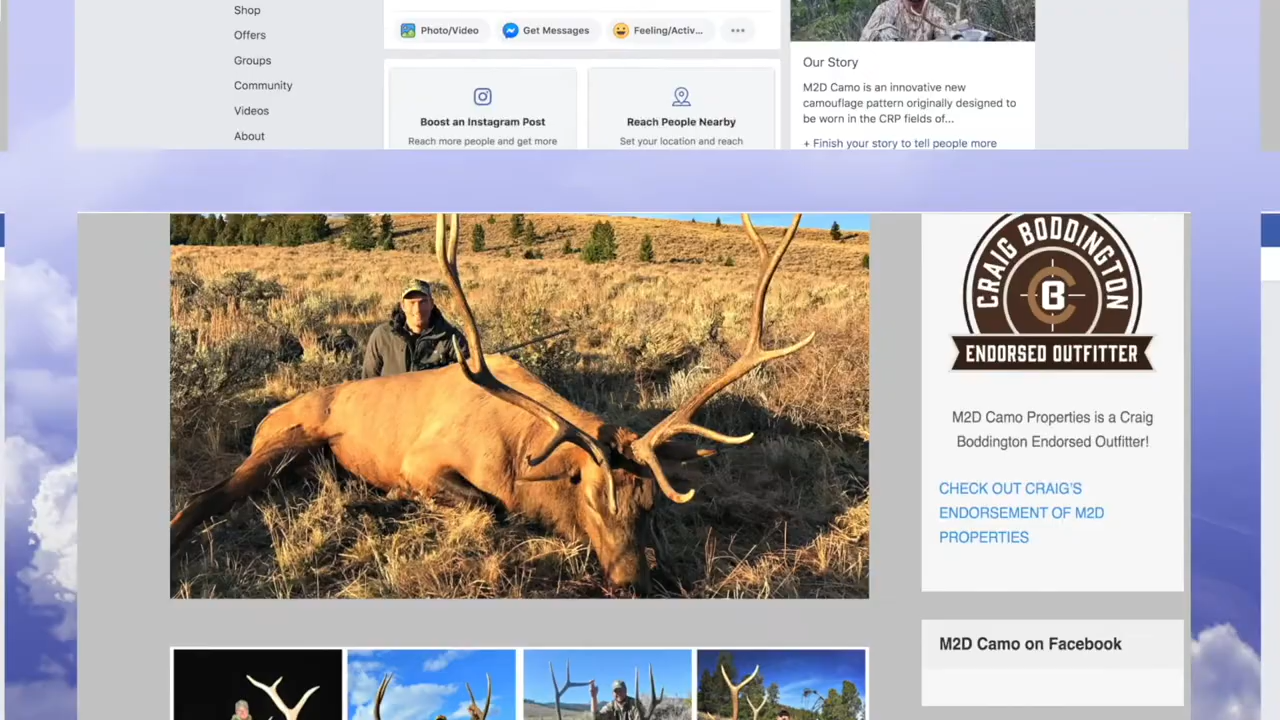 Shop
Offers
Groups
Community
Videos
About
Photo/Video
Get Messages
Feeling/Activ...
Boost an Instagram Post
Reach more people and get more
Reach People Nearby
Set your location and reach
Our Story
M2D Camo is an innovative new
camouflage pattern originally designed to
be worn in the CRP fields of...
+ Finish your story to tell people more
CRAIG BODDINGTON
B
ENDORSED OUTFITTER
M2D Camo Properties is a Craig
Boddington Endorsed Outfitter!
CHECK OUT CRAIG'S
ENDORSEMENT OF M2D
PROPERTIES
M2D Camo on Facebook